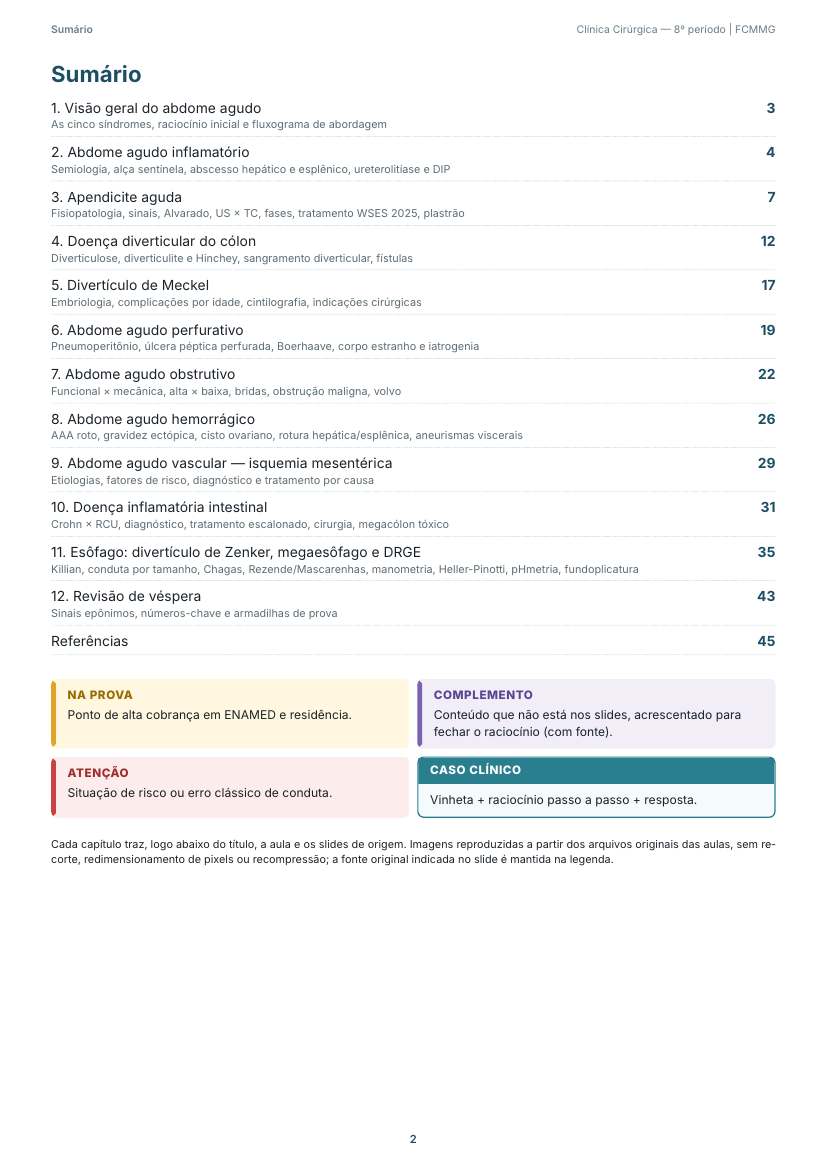 Sumário
Clínica Cirúrgica — 8º período | FCMMG
Sumário
1. Visão geral do abdome agudo 3
As cinco síndromes, raciocínio inicial e fluxograma de abordagem
2. Abdome agudo inflamatório 4
Semiologia, alça sentinela, abscesso hepático e esplênico, ureterolitíase e DIP
3. Apendicite aguda 7
Fisiopatologia, sinais, Alvarado, US × TC, fases, tratamento WSES 2025, plastrão
4. Doença diverticular do cólon 12
Diverticulose, diverticulite e Hinchey, sangramento diverticular, fístulas
5. Divertículo de Meckel 17
Embriologia, complicações por idade, cintilografia, indicações cirúrgicas
6. Abdome agudo perfurativo 19
Pneumoperitônio, úlcera péptica perfurada, Boerhaave, corpo estranho e iatrogenia
7. Abdome agudo obstrutivo 22
Funcional × mecânica, alta × baixa, bridas, obstrução maligna, volvo
8. Abdome agudo hemorrágico 26
AAA roto, gravidez ectópica, cisto ovariano, rotura hepática/esplênica, aneurismas viscerais
9. Abdome agudo vascular — isquemia mesentérica 29
Etiologias, fatores de risco, diagnóstico e tratamento por causa
10. Doença inflamatória intestinal 31
Crohn × RCU, diagnóstico, tratamento escalonado, cirurgia, megacólon tóxico
11. Esôfago: divertículo de Zenker, megaesôfago e DRGE 35
Killian, conduta por tamanho, Chagas, Rezende/Mascarenhas, manometria, Heller-Pinotti, pHmetria, fundoplicatura
12. Revisão de véspera 43
Sinais epônimos, números-chave e armadilhas de prova
Referências 45
NA PROVA
Ponto de alta cobrança em ENAMED e residência.
COMPLEMENTO
Conteúdo que não está nos slides, acrescentado para
fechar o raciocínio (com fonte).
ATENÇÃO
Situação de risco ou erro clássico de conduta.
CASO CLÍNICO
Vinheta + raciocínio passo a passo + resposta.
Cada capítulo traz, logo abaixo do título, a aula e os slides de origem. Imagens reproduzidas a partir dos arquivos originais das aulas, sem re-
corte, redimensionamento de pixels ou recompressão; a fonte original indicada no slide é mantida na legenda.
2